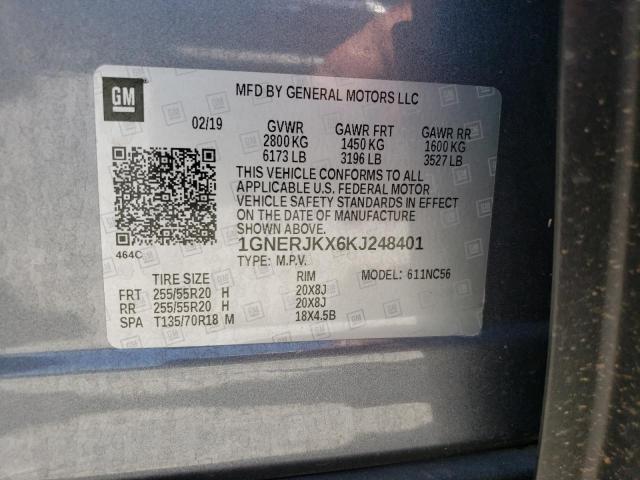 GM
MFD BY GENERAL MOTORS LLC
02/19 GVWR GAWR FRT GAWR RR
2800 KG 1450 KG 1600 KG
6173 LB 3196 LB 3527 LB
THIS VEHICLE CONFORMS TO ALL
APPLICABLE U.S. FEDERAL MOTOR
VEHICLE SAFETY STANDARDS IN EFFECT
ON THE DATE OF MANUFACTURE
SHOWN ABOVE.
464C 1GNERJKX6KJ248401
TYPE: M.P.V. MODEL: 611NC56
TIRE SIZE RIM
FRT 255/55R20 H 20X8J
RR 255/55R20 H 20X8J
SPA T135/70R18 M 18X4.5B